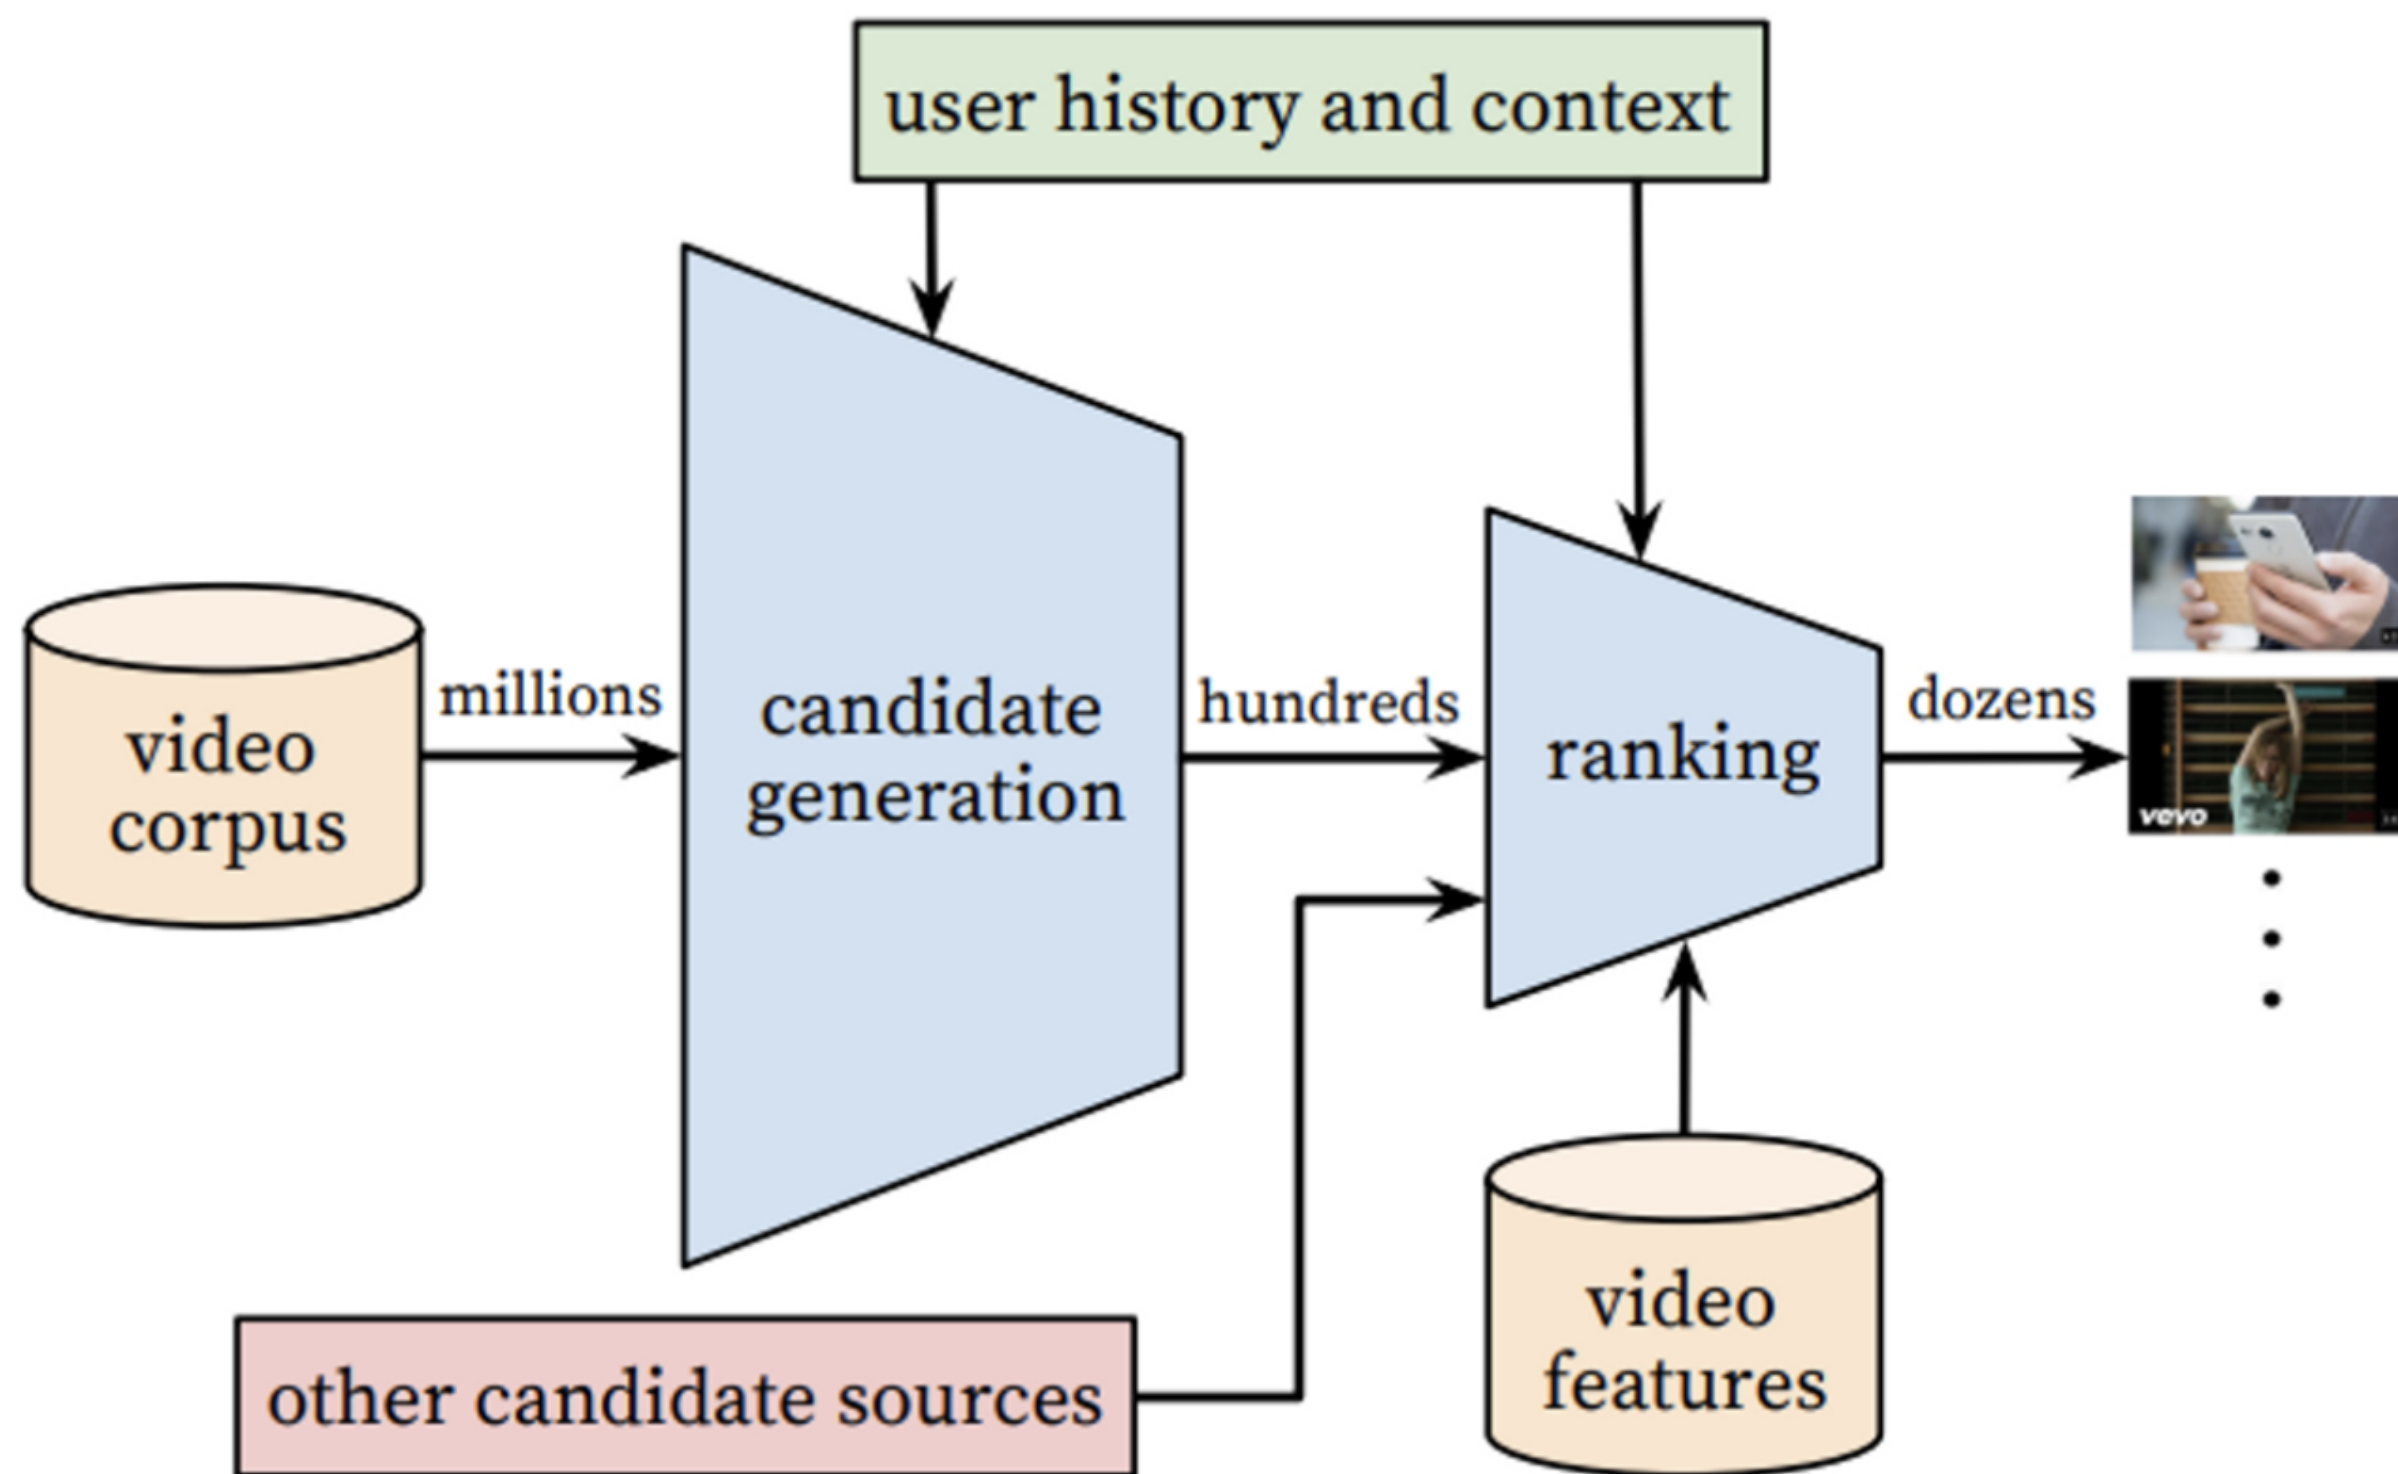 user history and context
video
corpus
millions
candidate
generation
hundreds
ranking
dozens
vevo
other candidate sources
video
features